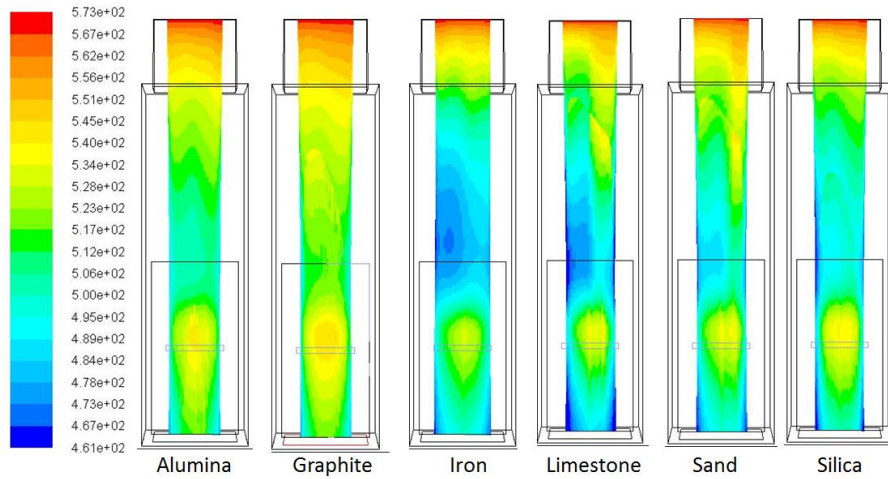 5.73e+02
5.67e+02
5.62e+02
5.56e+02
5.51e+02
5.40e+02
5.34e+02
5.28e+02
5.23e+02
5.17e+02
5.12e+02
5.06e+02
5.00e+02
4.95e+02
4.89e+02
4.84e+02
4.78e+02
4.73e+02
4.67e+02
4.61e+02
Alumina Graphite Iron Limestone Sand Silica